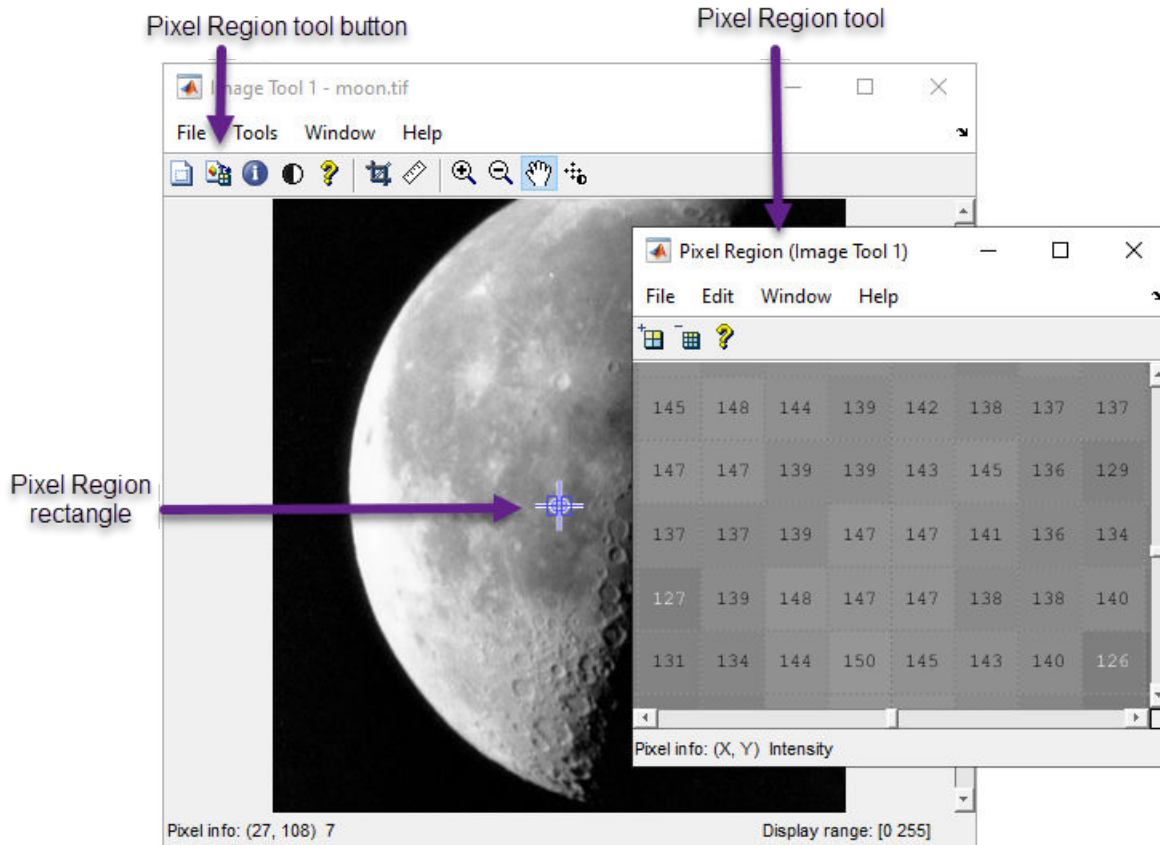 Pixel Region tool button
Pixel Region tool
Image Tool 1 - moon.tif
File Tools Window Help
Pixel Region (Image Tool 1)
File Edit Window Help
145 148 144 139 142 138 137 137
147 147 139 139 143 145 136 129
137 137 139 147 147 141 136 134
127 139 148 147 147 138 138 140
131 134 144 150 145 143 140 126
Pixel info: (X, Y) Intensity
Pixel Region
rectangle
Pixel info: (27, 108) 7
Display range: [0 255]